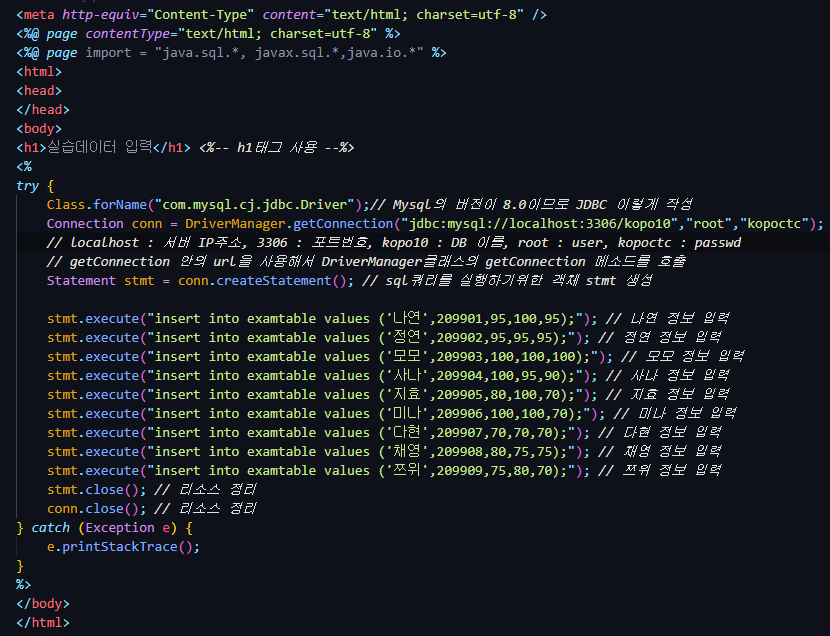 <meta http-equiv="Content-Type" content="text/html; charset=utf-8" />
<%@ page contentType="text/html; charset=utf-8" %>
<%@ page import = "java.sql.*, javax.sql.*,java.io.*" %>
<html>
<head>
</head>
<body>
<h1>실습데이터 입력</h1> <%-- h1태그 사용 --%>
<%
try {
    Class.forName("com.mysql.cj.jdbc.Driver");// Mysql의 버전이 8.0이므로 JDBC 이렇게 작성
    Connection conn = DriverManager.getConnection("jdbc:mysql://localhost:3306/kopo10","root","kopoctc");
    // localhost : 서버 IP주소, 3306 : 포트번호, kopo10 : DB 이름, root : user, kopoctc : passwd
    // getConnection 안의 url을 사용해서 DriverManager클래스의 getConnection 메소드를 호출
    Statement stmt = conn.createStatement(); // sql쿼리를 실행하기위한 객체 stmt 생성

    stmt.execute("insert into examtable values ('나연',209901,95,100,95);"); // 나연 정보 입력
    stmt.execute("insert into examtable values ('정연',209902,95,95,95);"); // 정연 정보 입력
    stmt.execute("insert into examtable values ('모모',209903,100,100,100);"); // 모모 정보 입력
    stmt.execute("insert into examtable values ('사나',209904,100,95,90);"); // 사나 정보 입력
    stmt.execute("insert into examtable values ('지효',209905,80,100,70);"); // 지효 정보 입력
    stmt.execute("insert into examtable values ('미나',209906,100,100,70);"); // 미나 정보 입력
    stmt.execute("insert into examtable values ('다현',209907,70,70,70);"); // 다현 정보 입력
    stmt.execute("insert into examtable values ('채영',209908,80,75,75);"); // 채영 정보 입력
    stmt.execute("insert into examtable values ('쯔위',209909,75,80,70);"); // 쯔위 정보 입력
    stmt.close(); // 리소스 정리
    conn.close(); // 리소스 정리
} catch (Exception e) {
    e.printStackTrace();
}
%>
</body>
</html>